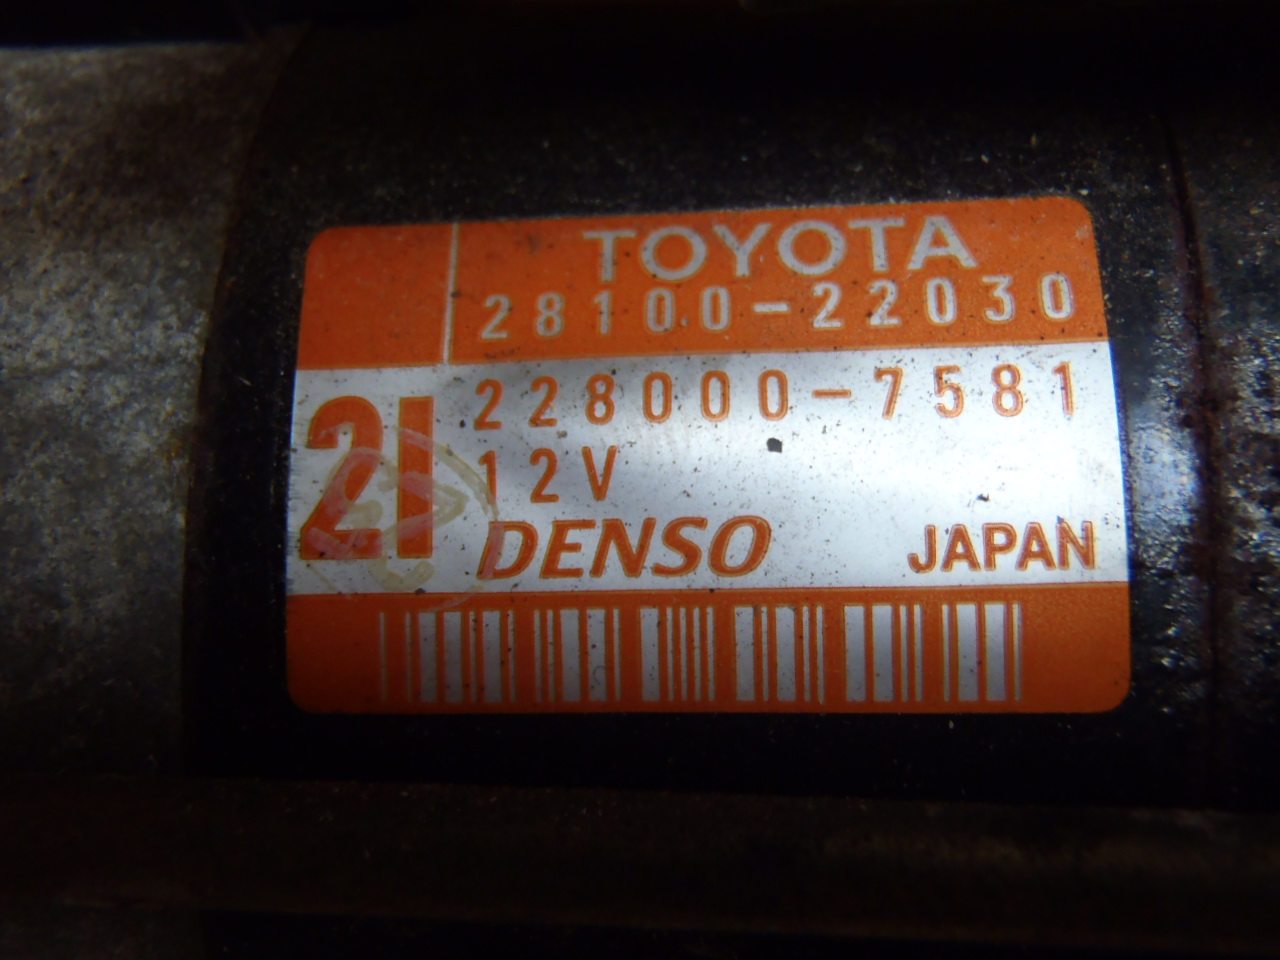 TOYOTA
28100-22030
228000-7581
21
12V
DENSO JAPAN